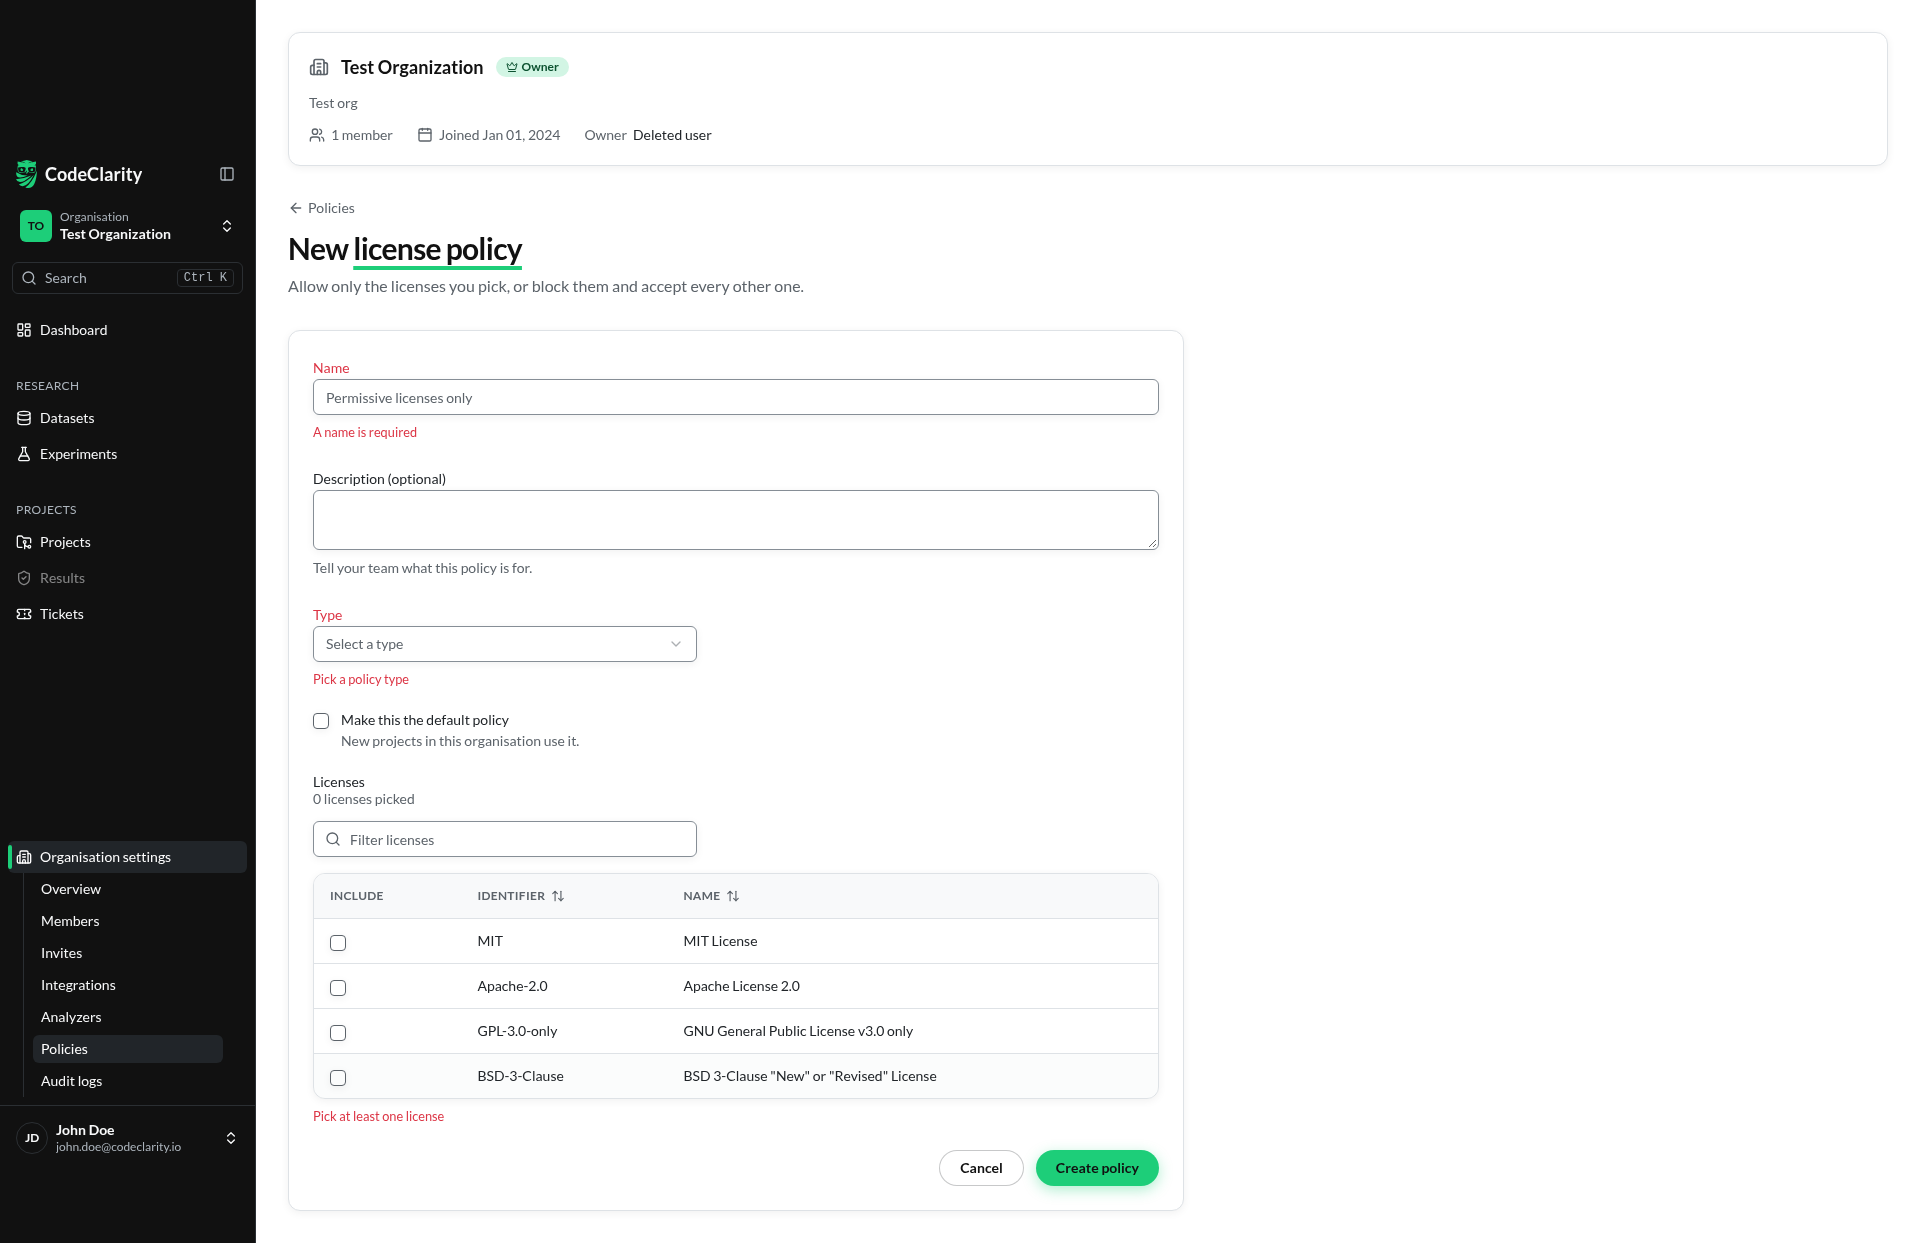 CodeClarity
TO
Organisation
Test Organization
Search
Ctrl K
Dashboard
RESEARCH
Datasets
Experiments
PROJECTS
Projects
Results
Tickets
Organisation settings
Overview
Members
Invites
Integrations
Analyzers
Policies
Audit logs
JD
John Doe
john.doe@codeclarity.io
Test Organization
Owner
Test org
1 member
Joined Jan 01, 2024
Owner Deleted user
Policies
New license policy
Allow only the licenses you pick, or block them and accept every other one.
Name
Permissive licenses only
A name is required
Description (optional)
Tell your team what this policy is for.
Type
Select a type
Pick a policy type
Make this the default policy
New projects in this organisation use it.
Licenses
0 licenses picked
Filter licenses
INCLUDE IDENTIFIER NAME
MIT MIT License
Apache-2.0 Apache License 2.0
GPL-3.0-only GNU General Public License v3.0 only
BSD-3-Clause BSD 3-Clause "New" or "Revised" License
Pick at least one license
Cancel Create policy